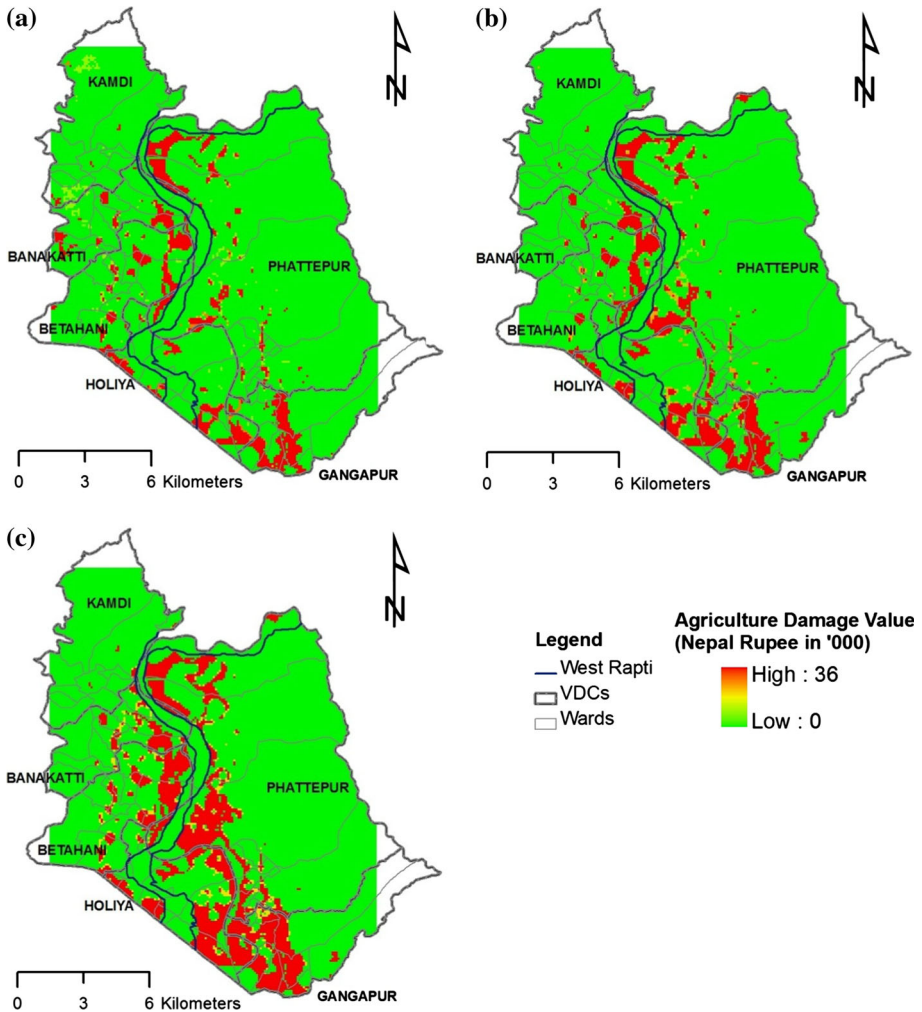 (a)
N
KAMDI
BANAKATTI
PHATTEPUR
BETAHANI
HOLIYA
GANGAPUR
0 3 6 Kilometers
(b)
N
KAMDI
BANAKATTI
PHATTEPUR
BETAHANI
HOLIYA
GANGAPUR
0 3 6 Kilometers
(c)
N
KAMDI
BANAKATTI
PHATTEPUR
BETAHANI
HOLIYA
GANGAPUR
0 3 6 Kilometers
Legend
West Rapti
VDCs
Wards
Agriculture Damage Value
(Nepal Rupee in '000)
High : 36
Low : 0